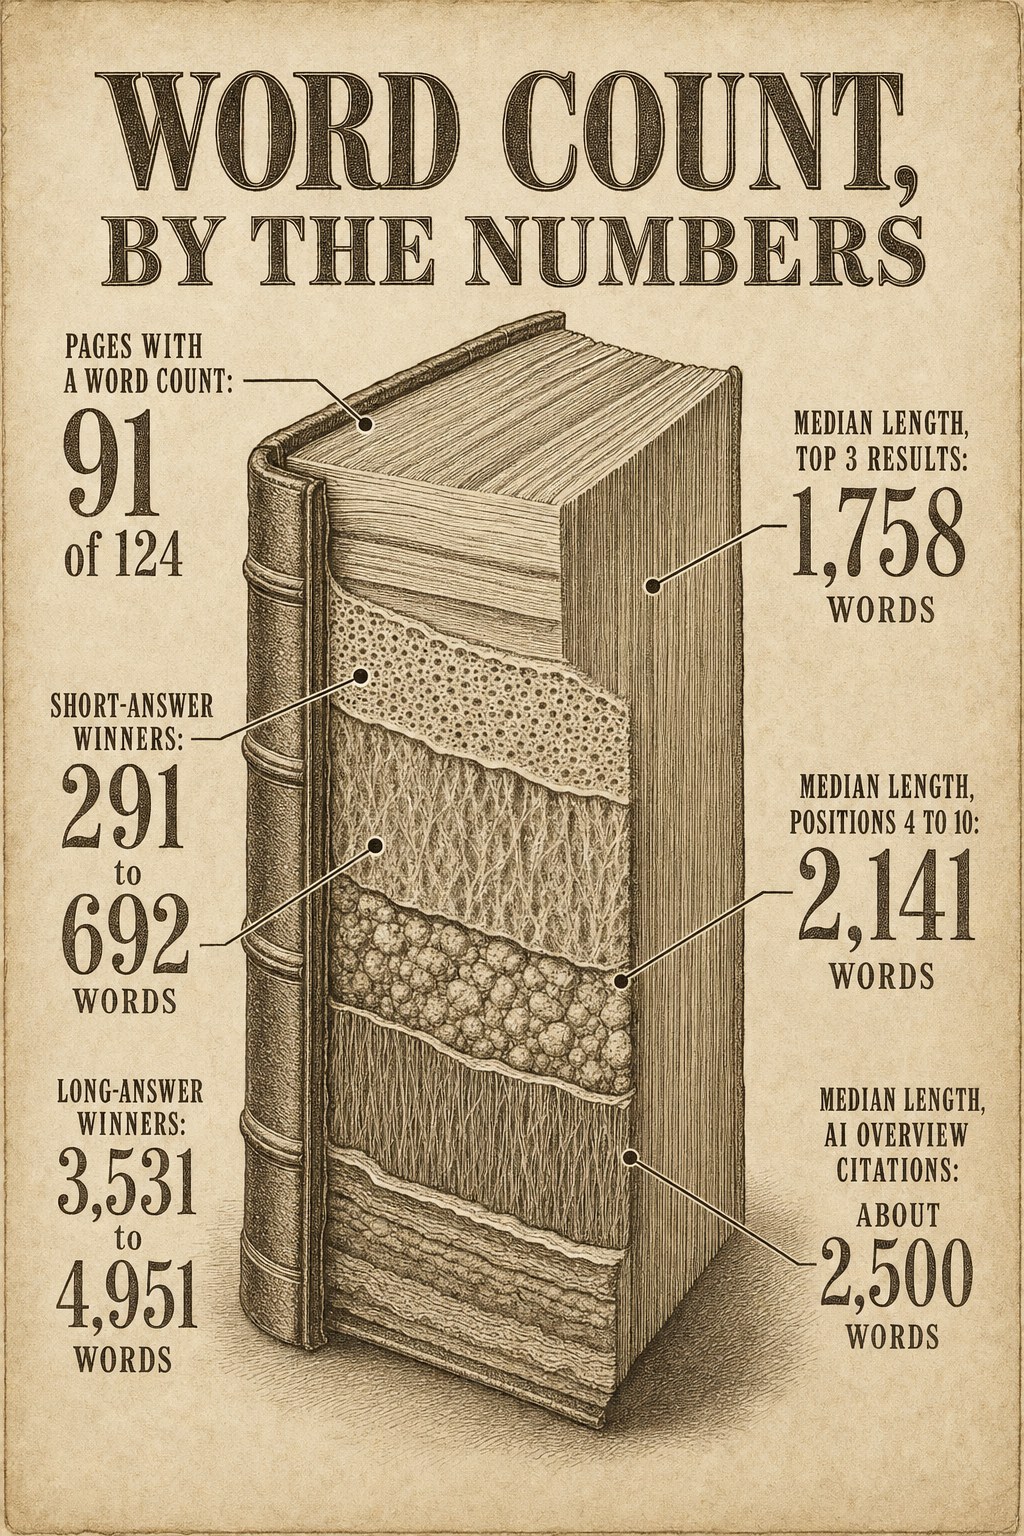 WORD COUNT,
BY THE NUMBERS
PAGES WITH
A WORD COUNT:
91
of 124
SHORT-ANSWER
WINNERS:
291
to
692
WORDS
LONG-ANSWER
WINNERS:
3,531
to
4,951
WORDS
MEDIAN LENGTH,
TOP 3 RESULTS:
1,758
WORDS
MEDIAN LENGTH,
POSITIONS 4 TO 10:
2,141
WORDS
MEDIAN LENGTH,
AI OVERVIEW
CITATIONS:
ABOUT
2,500
WORDS